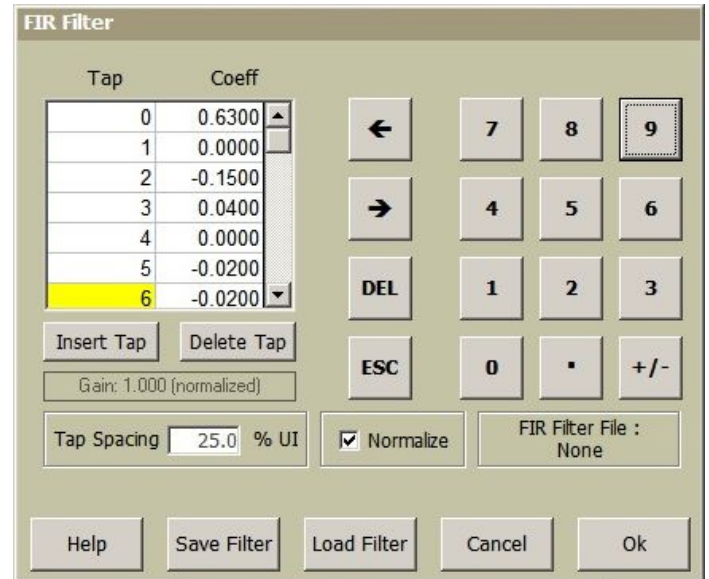 FIR Filter
Tap Coeff
0 0.6300
1 0.0000
2 -0.1500
3 0.0400
4 0.0000
5 -0.0200
6 -0.0200
Insert Tap Delete Tap
Gain: 1.000 (normalized)
7 8 9
4 5 6
DEL 1 2 3
ESC 0 . +/-
Tap Spacing 25.0 % UI
Normalize
FIR Filter File :
None
Help Save Filter Load Filter Cancel Ok